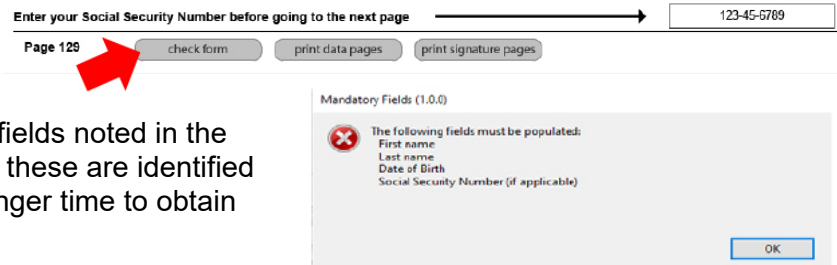 Enter your Social Security Number before going to the next page 123-45-6789
Page 129 check form print data pages print signature pages
Mandatory Fields (1.0.0)
The following fields must be populated:
First name
Last name
Date of Birth
Social Security Number (if applicable)
OK
fields noted in the
these are identified
nger time to obtain